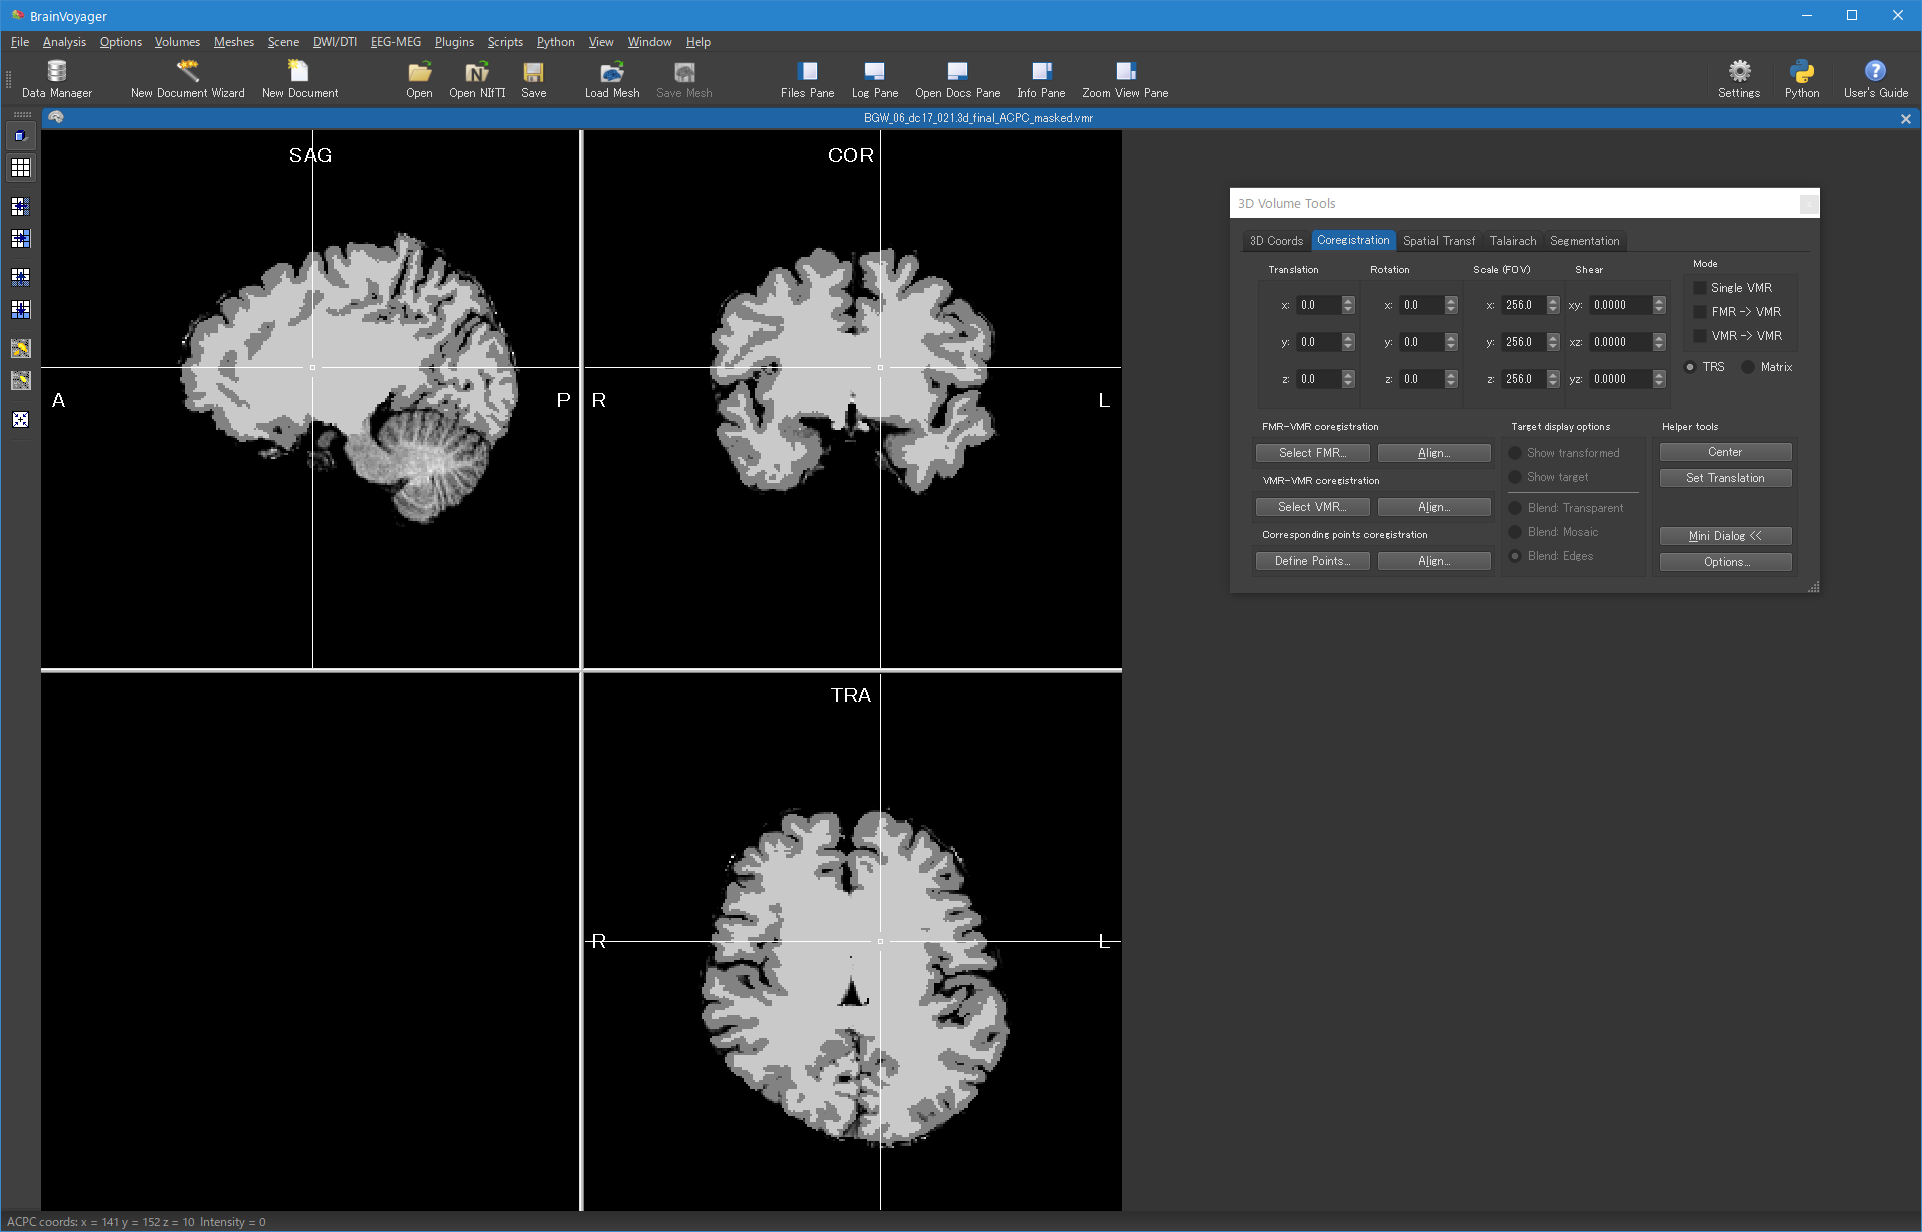 BrainVoyager
File Analysis Options Volumes Meshes Scene DWI/DTI EEG-MEG Plugins Scripts Python View Window Help
Data Manager New Document Wizard New Document Open Open NIfTI Save Load Mesh Save Mesh Files Pane Log Pane Open Docs Pane Info Pane Zoom View Pane Settings Python User's Guide
BGW_06_dc17_021.3d_final_ACPC_masked.vmr
SAG
COR
A
P
R
L
TRA
R
L
3D Volume Tools
3D Coords Coregistration Spatial Transf Talairach Segmentation
Translation Rotation Scale (FOV) Shear Mode
x: 0.0 x: 0.0 x: 256.0 xy: 0.0000
y: 0.0 y: 0.0 y: 256.0 xz: 0.0000
z: 0.0 z: 0.0 z: 256.0 yz: 0.0000
Single VMR
FMR -> VMR
VMR -> VMR
TRS Matrix
FMR-VMR coregistration
Select FMR... Align...
VMR-VMR coregistration
Select VMR... Align...
Corresponding points coregistration
Define Points... Align...
Target display options
Show transformed
Show target
Blend: Transparent
Blend: Mosaic
Blend: Edges
Helper tools
Center
Set Translation
Mini Dialog <<
Options...
ACPC coords: x = 141 y = 152 z = 10 Intensity = 0